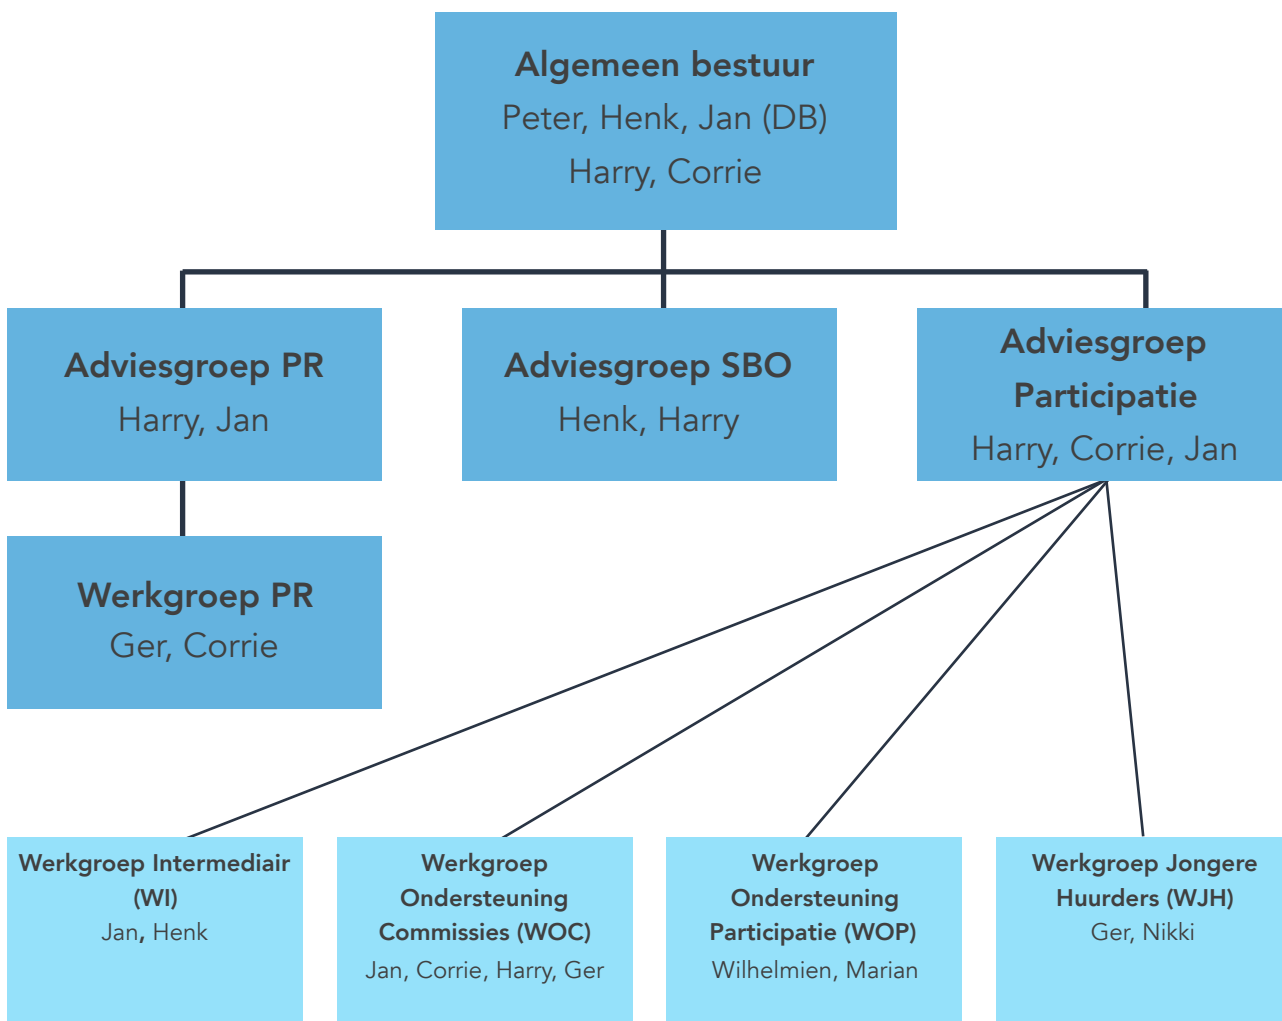 Algemeen bestuur
Peter, Henk, Jan (DB)
Harry, Corrie
Adviesgroep PR
Harry, Jan
Adviesgroep SBO
Henk, Harry
Adviesgroep
Participatie
Harry, Corrie, Jan
Werkgroep PR
Ger, Corrie
Werkgroep Intermediair
(WI)
Jan, Henk
Werkgroep
Ondersteuning
Commissies (WOC)
Jan, Corrie, Harry, Ger
Werkgroep
Ondersteuning
Participatie (WOP)
Wilhelmien, Marian
Werkgroep Jongere
Huurders (WJH)
Ger, Nikki